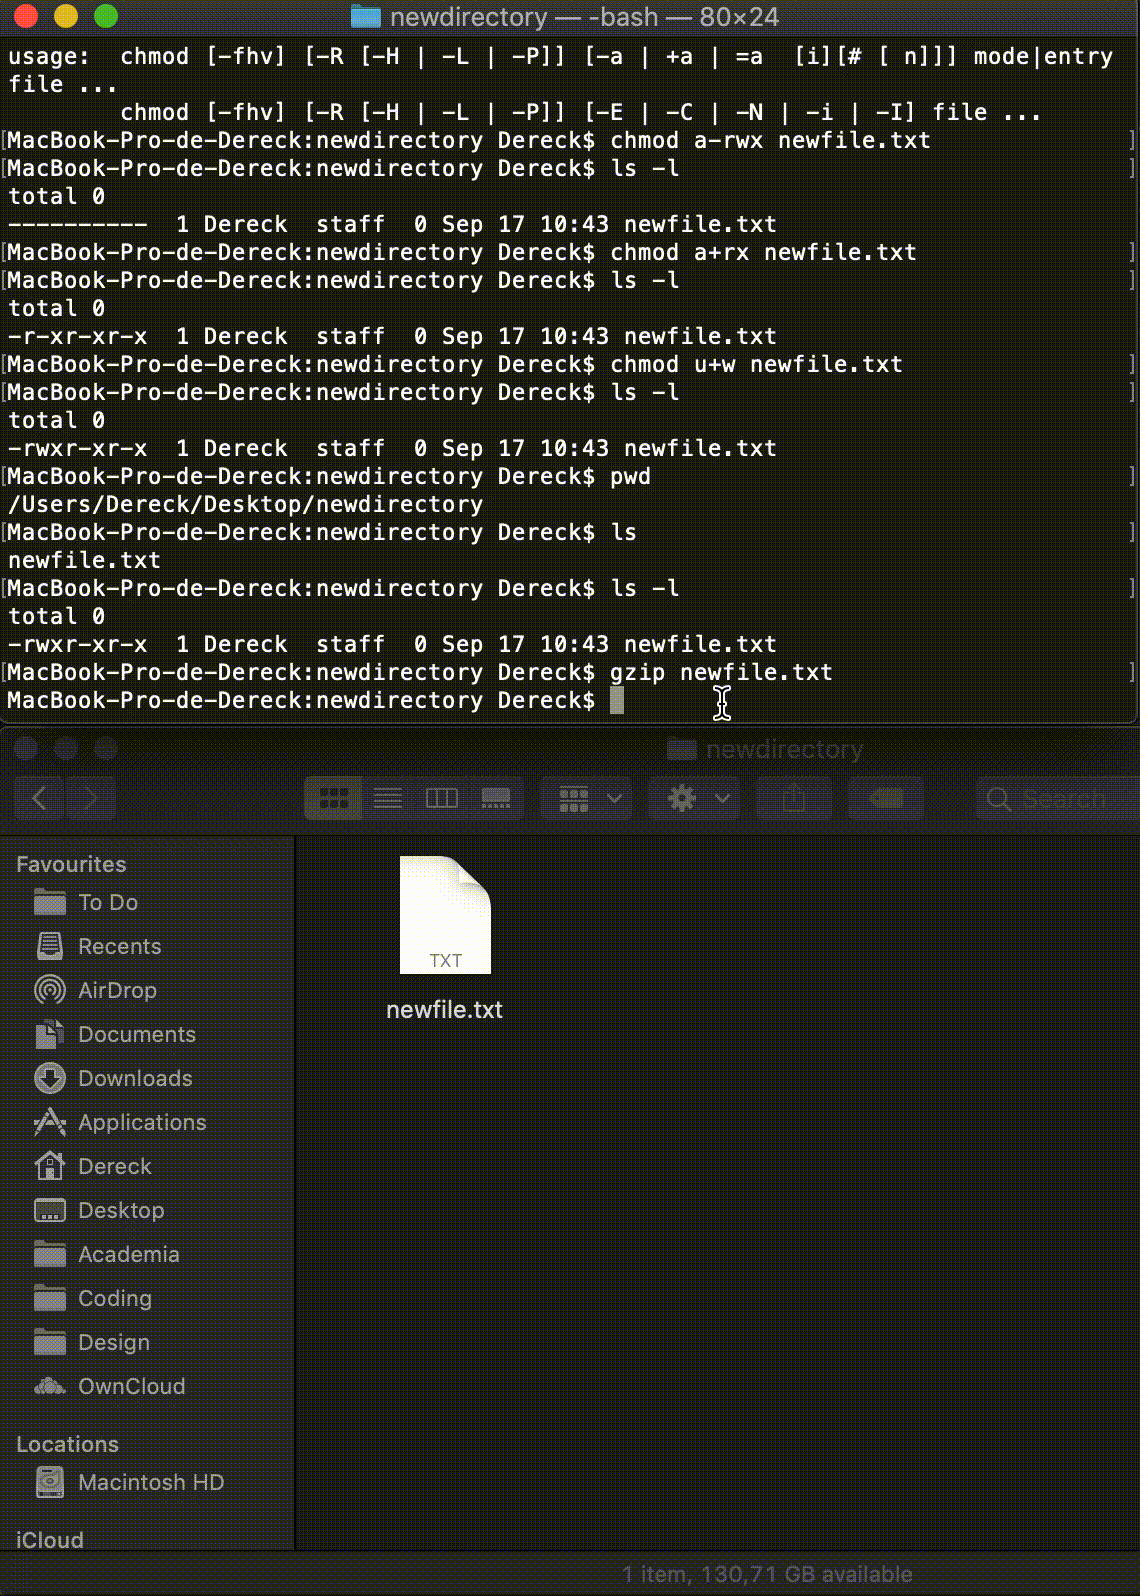 newdirectory — -bash — 80×24
usage:  chmod [-fhv] [-R [-H | -L | -P]] [-a | +a | =a  [i][# [ n]]] mode|entry
file ...
        chmod [-fhv] [-R [-H | -L | -P]] [-E | -C | -N | -i | -I] file ...
[MacBook-Pro-de-Dereck:newdirectory Dereck$ chmod a-rwx newfile.txt ]
[MacBook-Pro-de-Dereck:newdirectory Dereck$ ls -l ]
total 0
----------  1 Dereck  staff  0 Sep 17 10:43 newfile.txt
[MacBook-Pro-de-Dereck:newdirectory Dereck$ chmod a+rx newfile.txt ]
[MacBook-Pro-de-Dereck:newdirectory Dereck$ ls -l ]
total 0
-r-xr-xr-x  1 Dereck  staff  0 Sep 17 10:43 newfile.txt
[MacBook-Pro-de-Dereck:newdirectory Dereck$ chmod u+w newfile.txt ]
[MacBook-Pro-de-Dereck:newdirectory Dereck$ ls -l ]
total 0
-rwxr-xr-x  1 Dereck  staff  0 Sep 17 10:43 newfile.txt
[MacBook-Pro-de-Dereck:newdirectory Dereck$ pwd ]
/Users/Dereck/Desktop/newdirectory
[MacBook-Pro-de-Dereck:newdirectory Dereck$ ls ]
newfile.txt
[MacBook-Pro-de-Dereck:newdirectory Dereck$ ls -l ]
total 0
-rwxr-xr-x  1 Dereck  staff  0 Sep 17 10:43 newfile.txt
[MacBook-Pro-de-Dereck:newdirectory Dereck$ gzip newfile.txt ]
MacBook-Pro-de-Dereck:newdirectory Dereck$
newdirectory
Search
Favourites
To Do
Recents
AirDrop
Documents
Downloads
Applications
Dereck
Desktop
Academia
Coding
Design
OwnCloud
Locations
Macintosh HD
iCloud
TXT
newfile.txt
1 item, 130,71 GB available